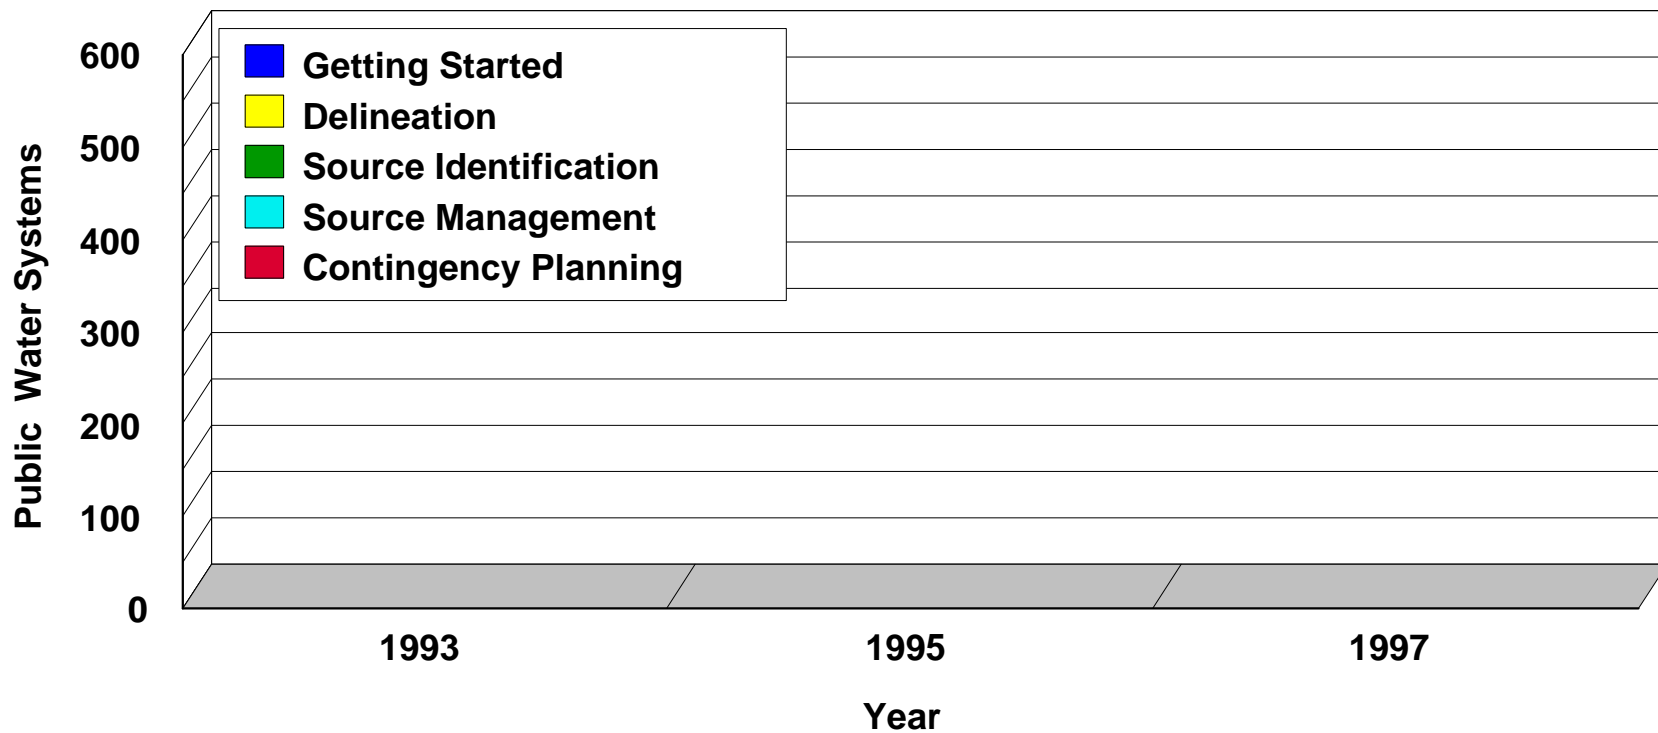 Getting Started
Delineation
Source Identification
Source Management
Contingency Planning
600
500
400
300
200
100
0
Public Water Systems
1993
1995
1997
Year